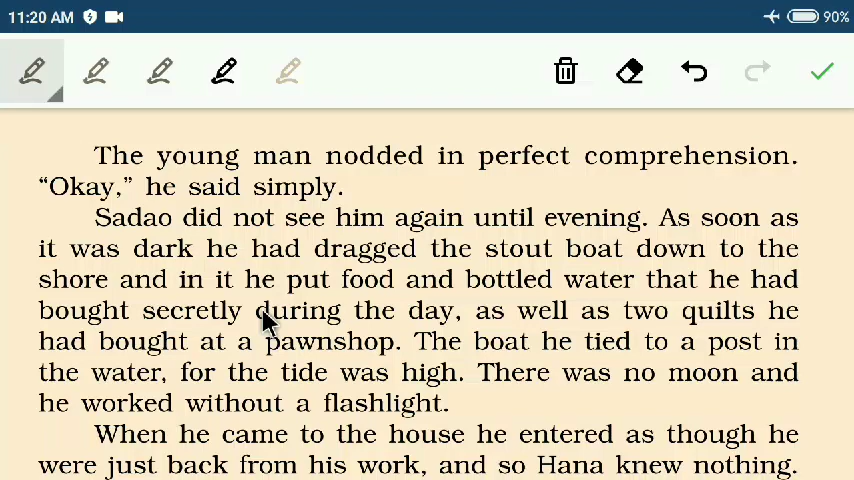 11:20 AM 90%
The young man nodded in perfect comprehension.
“Okay,” he said simply.
Sadao did not see him again until evening. As soon as
it was dark he had dragged the stout boat down to the
shore and in it he put food and bottled water that he had
bought secretly during the day, as well as two quilts he
had bought at a pawnshop. The boat he tied to a post in
the water, for the tide was high. There was no moon and
he worked without a flashlight.
When he came to the house he entered as though he
were just back from his work, and so Hana knew nothing.